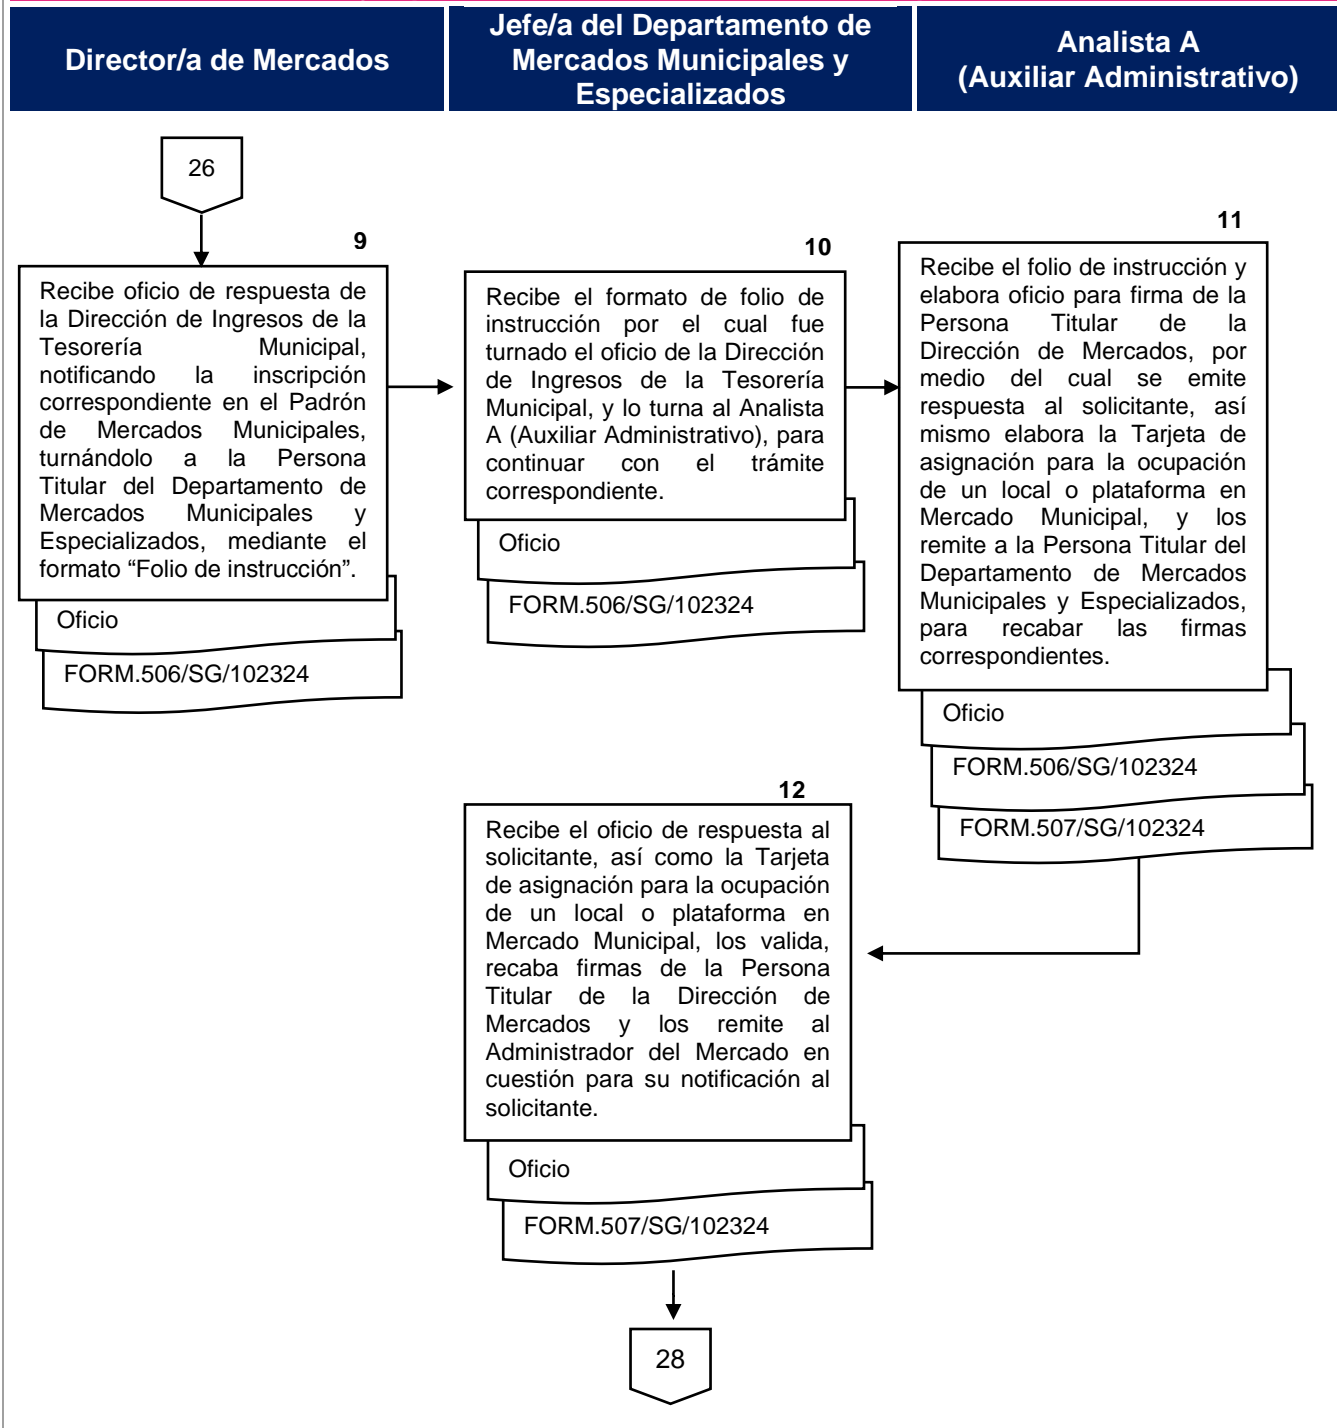 Director/a de Mercados
Jefe/a del Departamento de
Mercados Municipales y
Especializados
Analista A
(Auxiliar Administrativo)
26
9
Recibe oficio de respuesta de
la Dirección de Ingresos de la
Tesorería Municipal,
notificando la inscripción
correspondiente en el Padrón
de Mercados Municipales,
turnándolo a la Persona
Titular del Departamento de
Mercados Municipales y
Especializados, mediante el
formato “Folio de instrucción”.
Oficio
FORM.506/SG/102324
10
Recibe el formato de folio de
instrucción por el cual fue
turnado el oficio de la Dirección
de Ingresos de la Tesorería
Municipal, y lo turna al Analista
A (Auxiliar Administrativo), para
continuar con el trámite
correspondiente.
Oficio
FORM.506/SG/102324
11
Recibe el folio de instrucción y
elabora oficio para firma de la
Persona Titular de la
Dirección de Mercados, por
medio del cual se emite
respuesta al solicitante, así
mismo elabora la Tarjeta de
asignación para la ocupación
de un local o plataforma en
Mercado Municipal, y los
remite a la Persona Titular del
Departamento de Mercados
Municipales y Especializados,
para recabar las firmas
correspondientes.
Oficio
FORM.506/SG/102324
FORM.507/SG/102324
12
Recibe el oficio de respuesta al
solicitante, así como la Tarjeta
de asignación para la ocupación
de un local o plataforma en
Mercado Municipal, los valida,
recaba firmas de la Persona
Titular de la Dirección de
Mercados y los remite al
Administrador del Mercado en
cuestión para su notificación al
solicitante.
Oficio
FORM.507/SG/102324
28